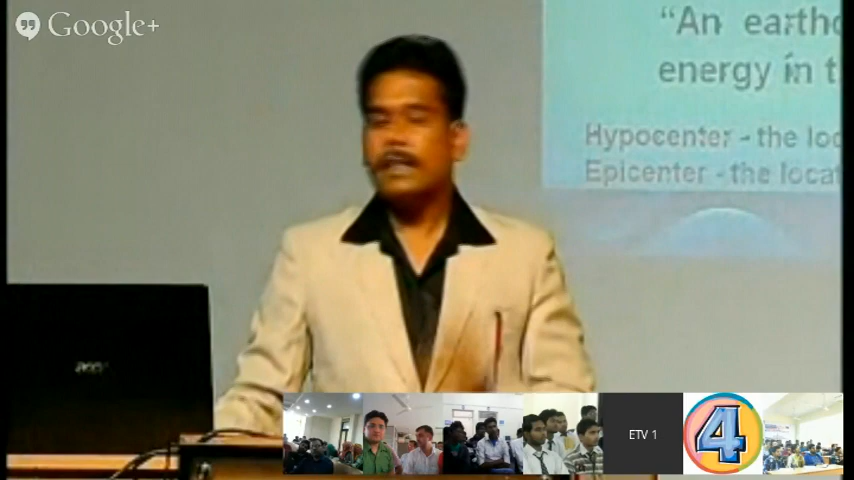 Google+
"An earthq
energy in t
Hypocenter - the loc
Epicenter - the locat
acer
ETV 1
4